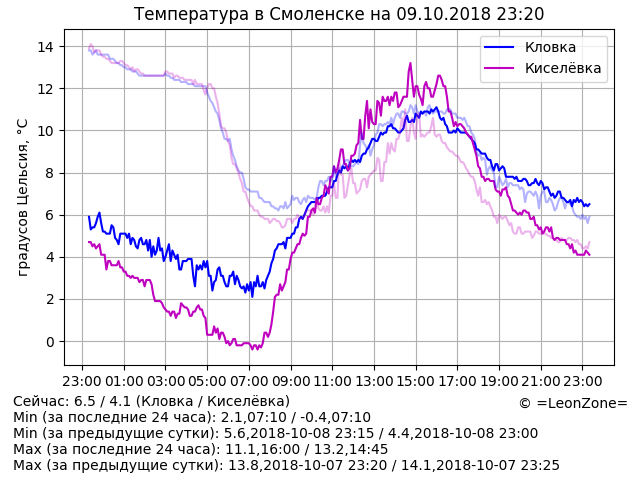 Температура в Смоленске на 09.10.2018 23:20
14
12
10
8
6
4
2
0
градусов Цельсия, °C
Кловка
Киселёвка
23:00 01:00 03:00 05:00 07:00 09:00 11:00 13:00 15:00 17:00 19:00 21:00 23:00
Сейчас: 6.5 / 4.1 (Кловка / Киселёвка)
© =LeonZone=
Min (за последние 24 часа): 2.1,07:10 / -0.4,07:10
Min (за предыдущие сутки): 5.6,2018-10-08 23:15 / 4.4,2018-10-08 23:00
Max (за последние 24 часа): 11.1,16:00 / 13.2,14:45
Max (за предыдущие сутки): 13.8,2018-10-07 23:20 / 14.1,2018-10-07 23:25